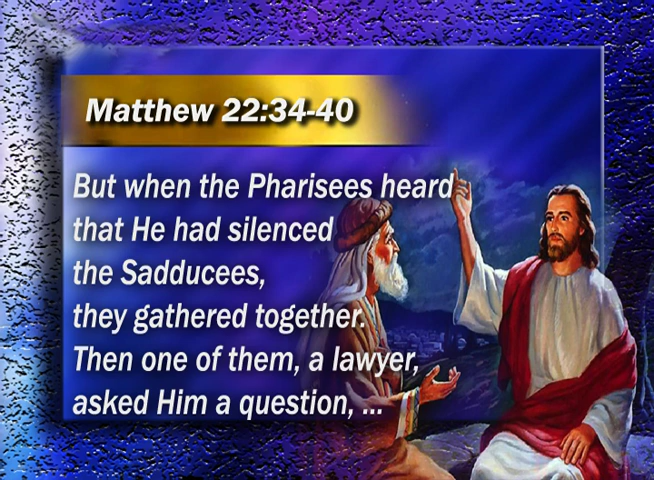 Matthew 22:34-40
But when the Pharisees heard
that He had silenced
the Sadducees,
they gathered together.
Then one of them, a lawyer,
asked Him a question, ...